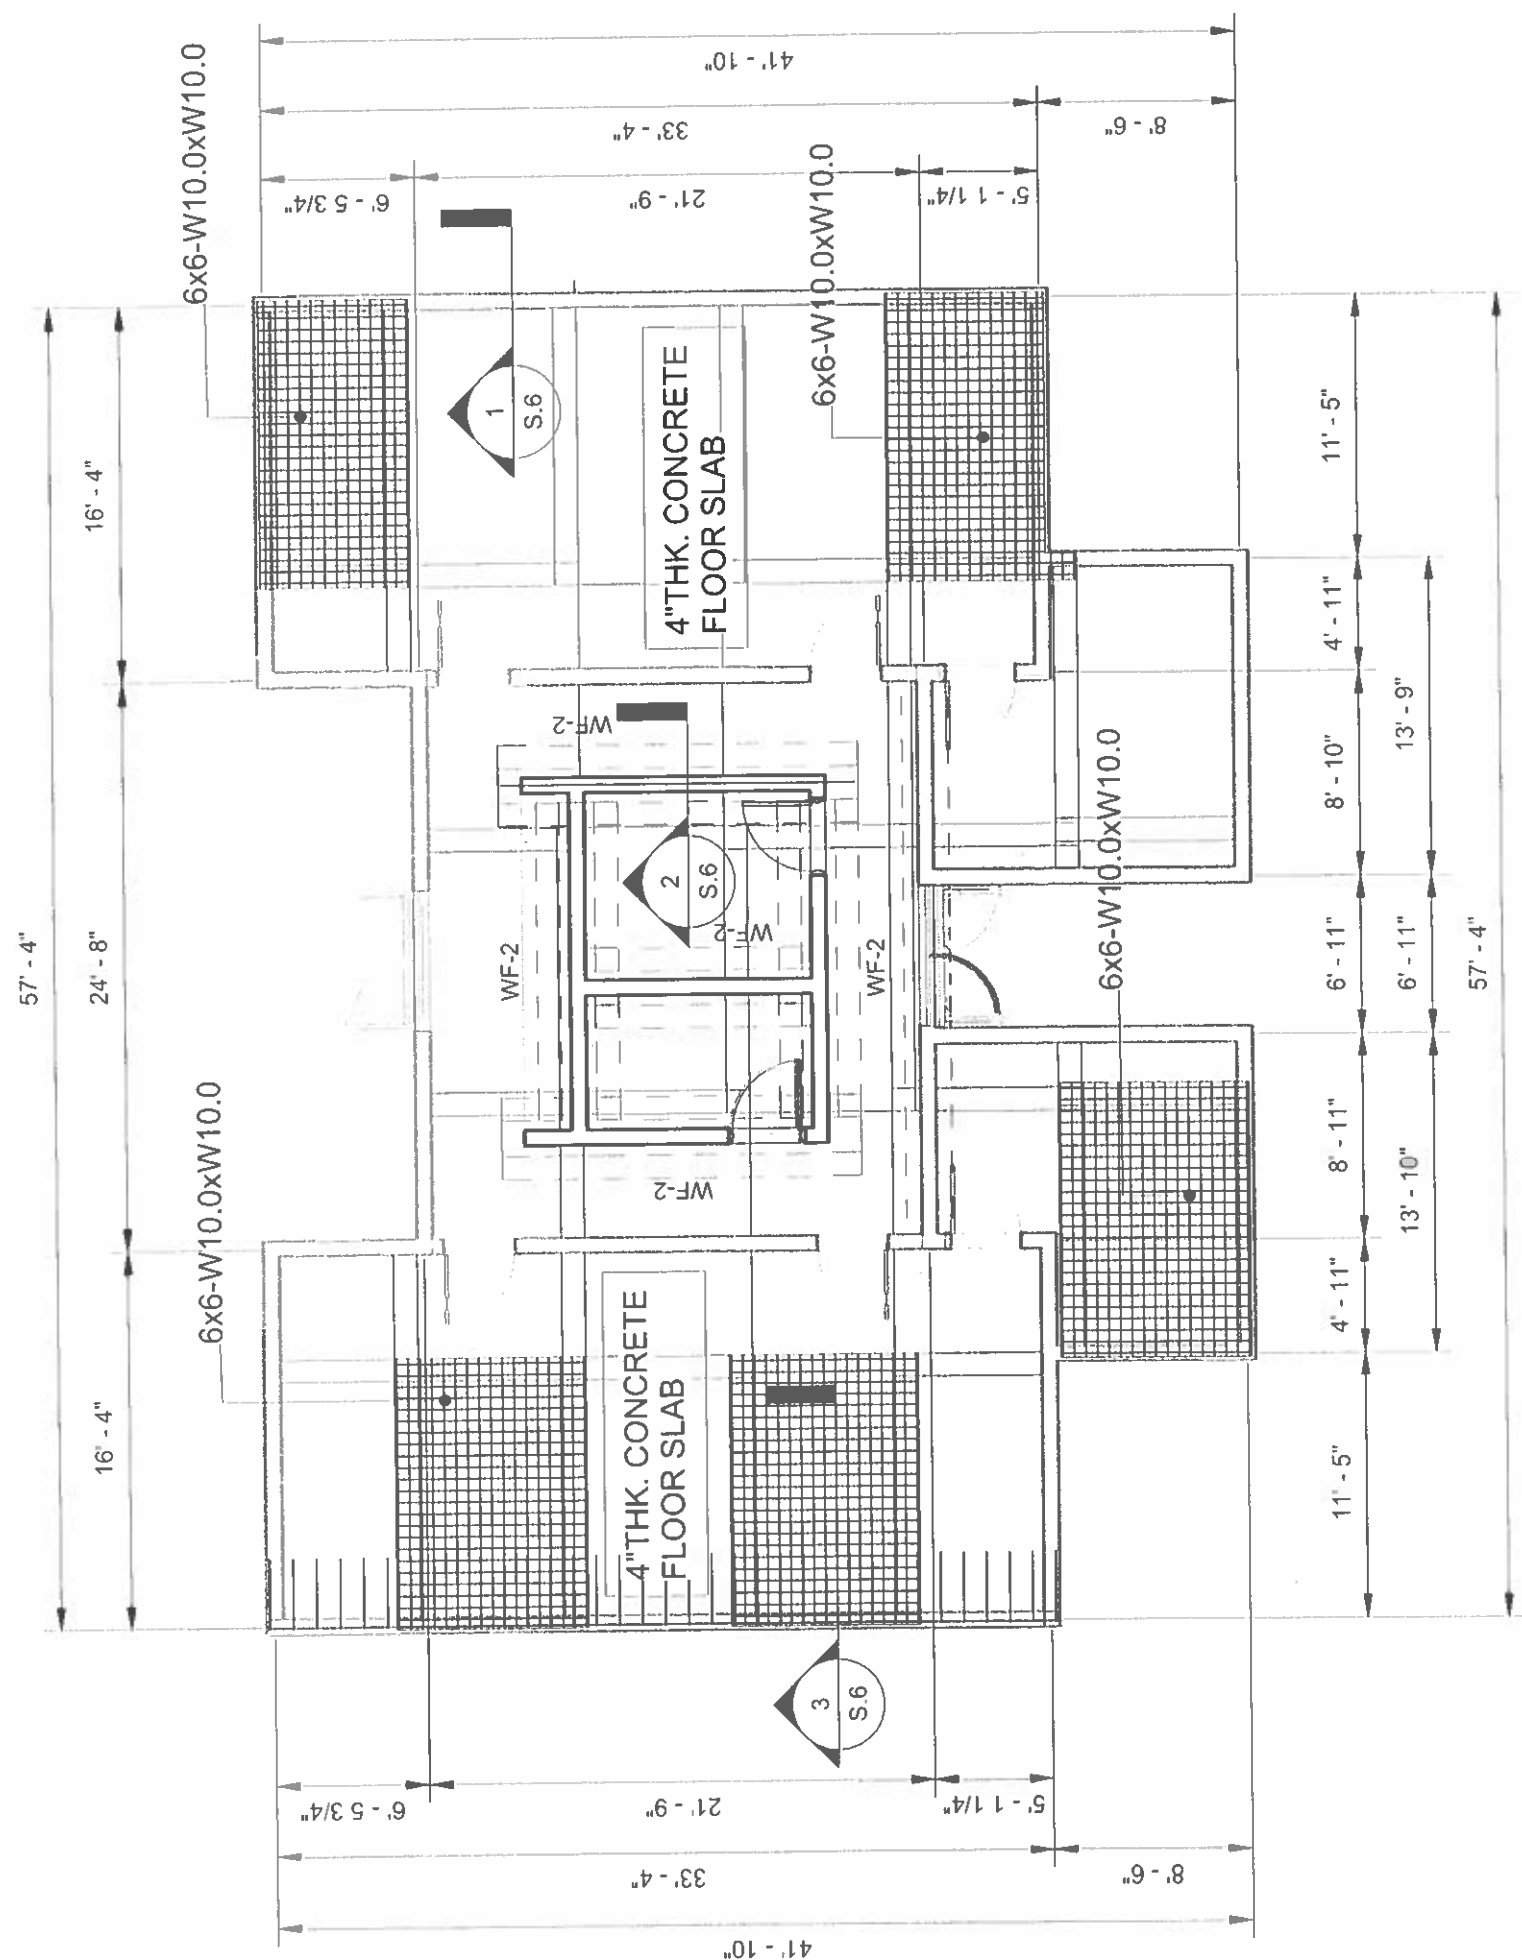 41' - 10"
6x6-W10.0xW10.0
33' - 4"
8' - 6"
6x6-W10.0xW10.0
6' - 5 3/4"
21' - 9"
5' - 1 1/4"
57' - 4"
16' - 4"
24' - 8"
16' - 4"
1
S.6
4"THK. CONCRETE
FLOOR SLAB
11' - 5"
4' - 11"
8' - 10"
13' - 9"
6' - 11"
6' - 11"
57' - 4"
8' - 11"
13' - 10"
4' - 11"
11' - 5"
WF-2
2
S.6
WF-2
WF-2
WF-2
WF-2
6x6-W10.0xW10.0
6x6-W10.0xW10.0
4"THK. CONCRETE
FLOOR SLAB
3
S.6
6' - 5 3/4"
21' - 9"
5' - 1 1/4"
33' - 4"
8' - 6"
41' - 10"